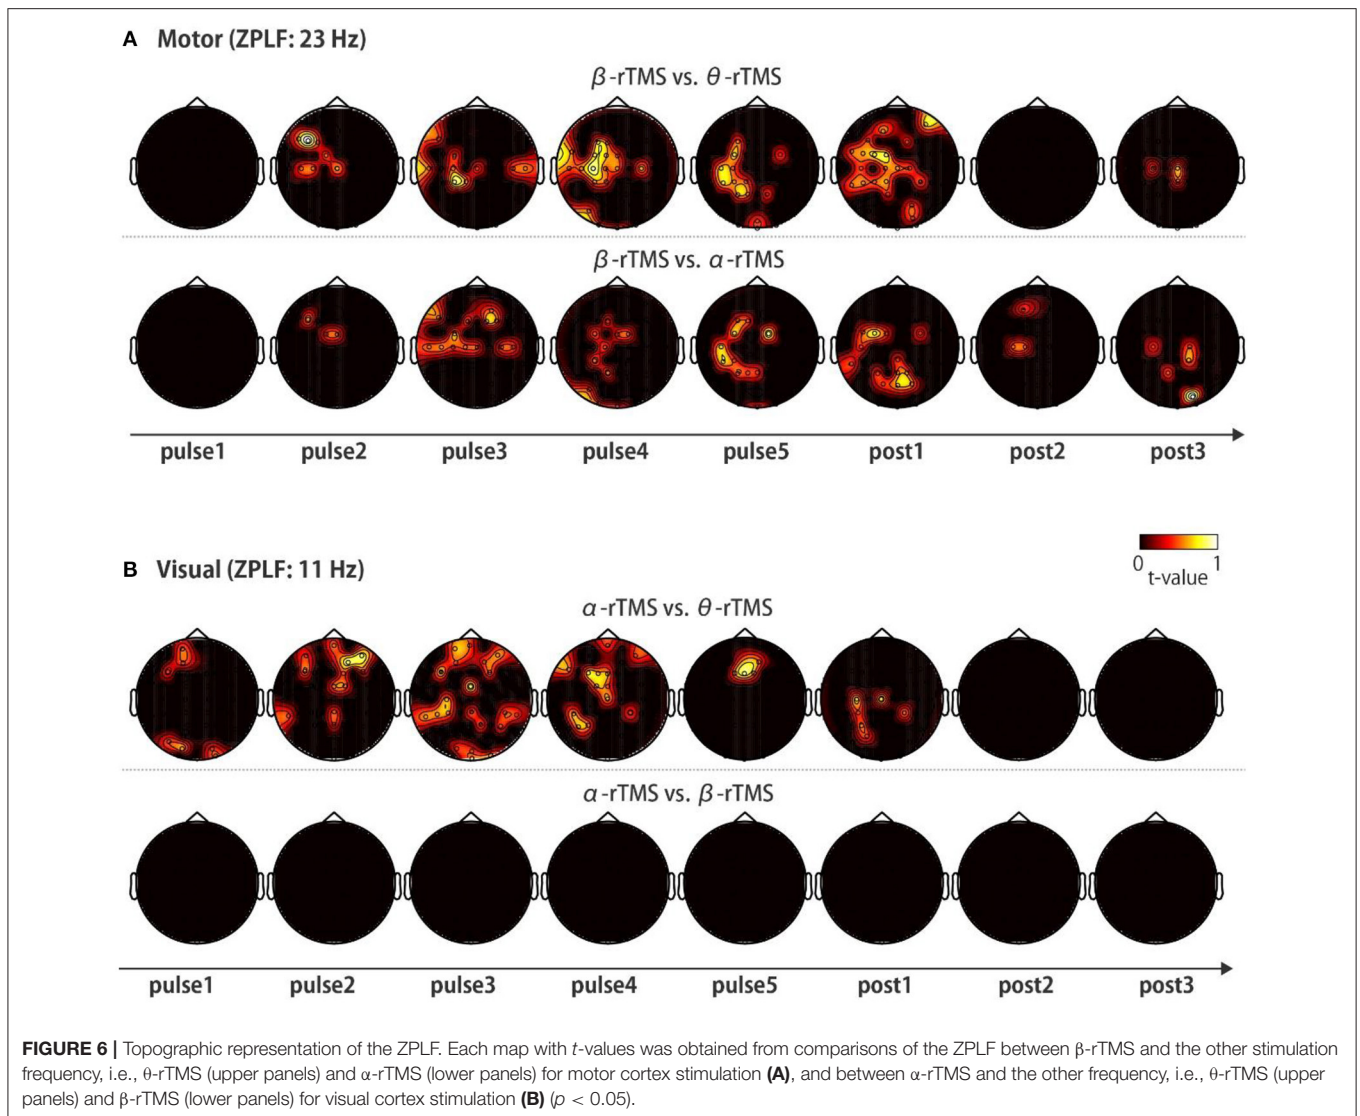 A Motor (ZPLF: 23 Hz)
β-rTMS vs. θ-rTMS
β-rTMS vs. α-rTMS
pulse1 pulse2 pulse3 pulse4 pulse5 post1 post2 post3
0 1
t-value
B Visual (ZPLF: 11 Hz)
α-rTMS vs. θ-rTMS
α-rTMS vs. β-rTMS
pulse1 pulse2 pulse3 pulse4 pulse5 post1 post2 post3
FIGURE 6 | Topographic representation of the ZPLF. Each map with t-values was obtained from comparisons of the ZPLF between β-rTMS and the other stimulation
frequency, i.e., θ-rTMS (upper panels) and α-rTMS (lower panels) for motor cortex stimulation (A), and between α-rTMS and the other frequency, i.e., θ-rTMS (upper
panels) and β-rTMS (lower panels) for visual cortex stimulation (B) (p < 0.05).